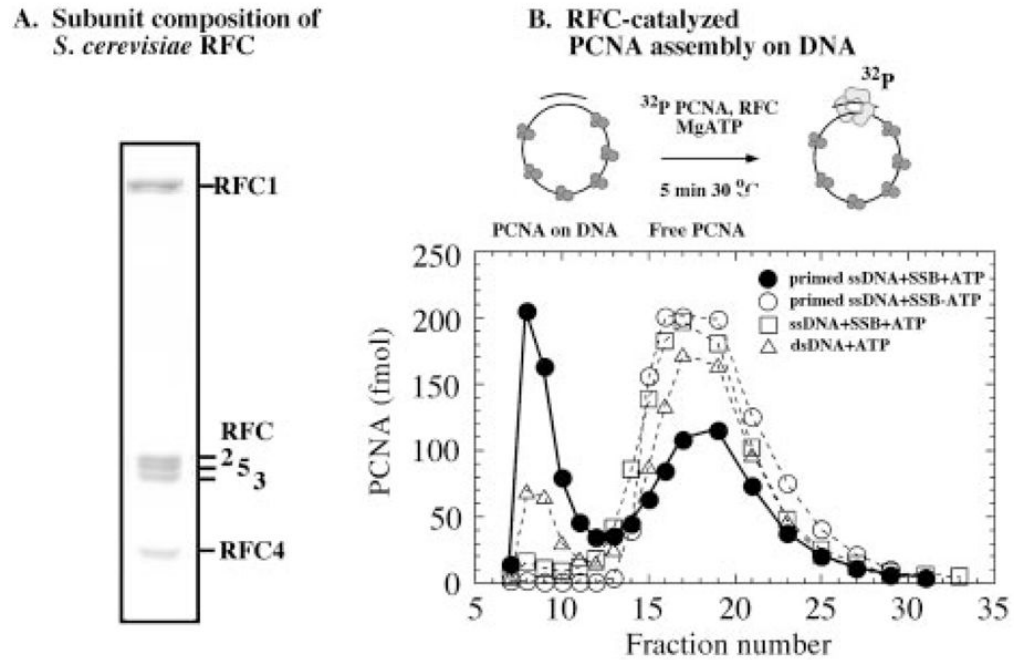 A. Subunit composition of
S. cerevisiae RFC
RFC1
RFC
2
5
3
RFC4
B. RFC-catalyzed
PCNA assembly on DNA
32P
32P PCNA, RFC
MgATP
5 min 30 °C
PCNA on DNA Free PCNA
primed ssDNA+SSB+ATP
primed ssDNA+SSB-ATP
ssDNA+SSB+ATP
dsDNA+ATP
PCNA (fmol)
250
200
150
100
50
0
5 10 15 20 25 30 35
Fraction number